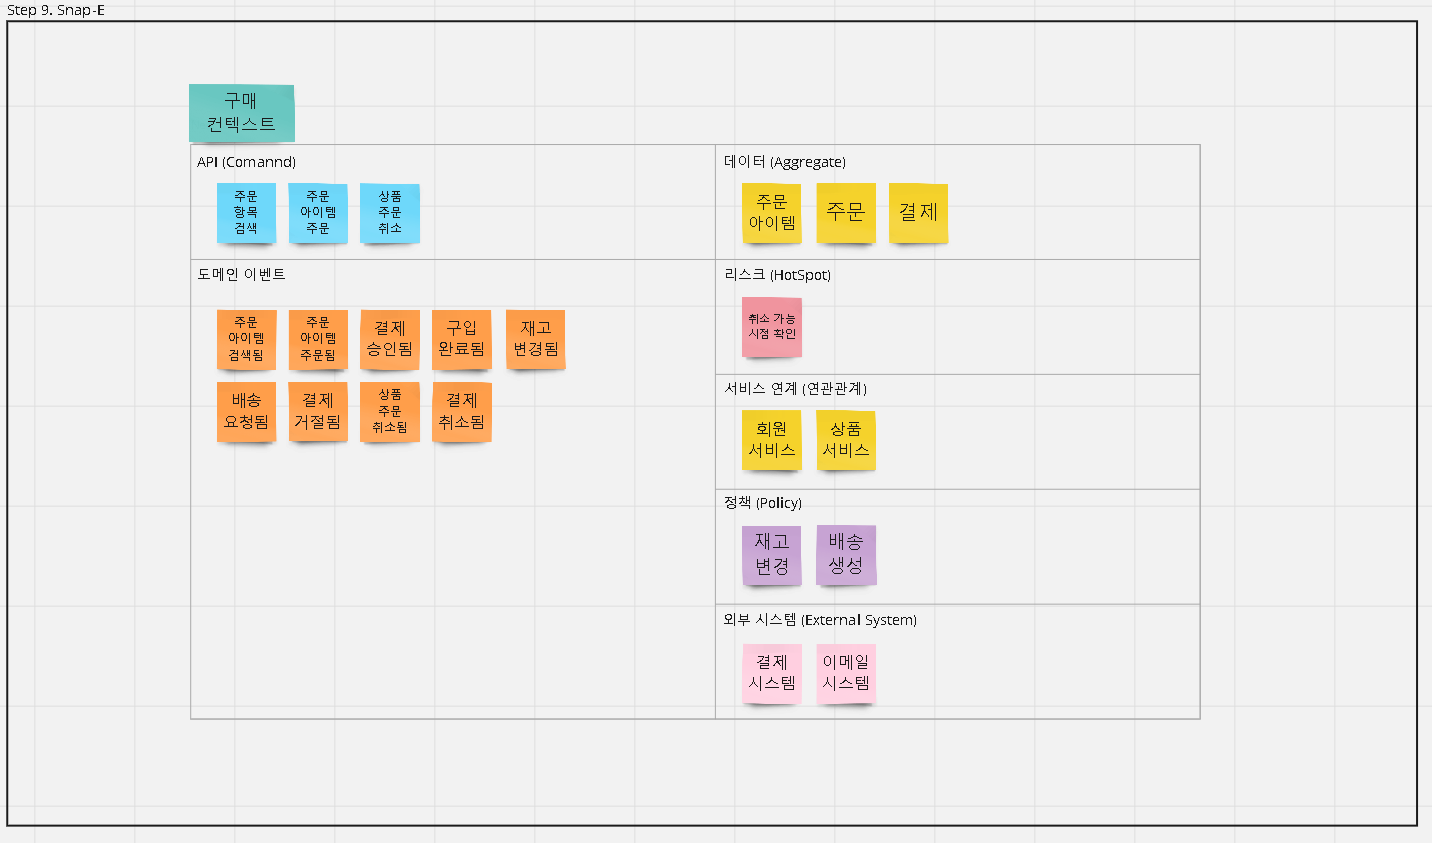 Step 9. Snap-E
구매
컨텍스트
API (Comannd)
주문
항목
검색
주문
아이템
주문
상품
주문
취소
도메인 이벤트
주문
아이템
검색됨
주문
아이템
주문됨
결제
승인됨
구입
완료됨
재고
변경됨
배송
요청됨
결제
거절됨
상품
주문
취소됨
결제
취소됨
데이터 (Aggregate)
주문
아이템
주문
결제
리스크 (HotSpot)
취소 가능
시점 확인
서비스 연계 (연관관계)
회원
서비스
상품
서비스
정책 (Policy)
재고
변경
배송
생성
외부 시스템 (External System)
결제
시스템
이메일
시스템